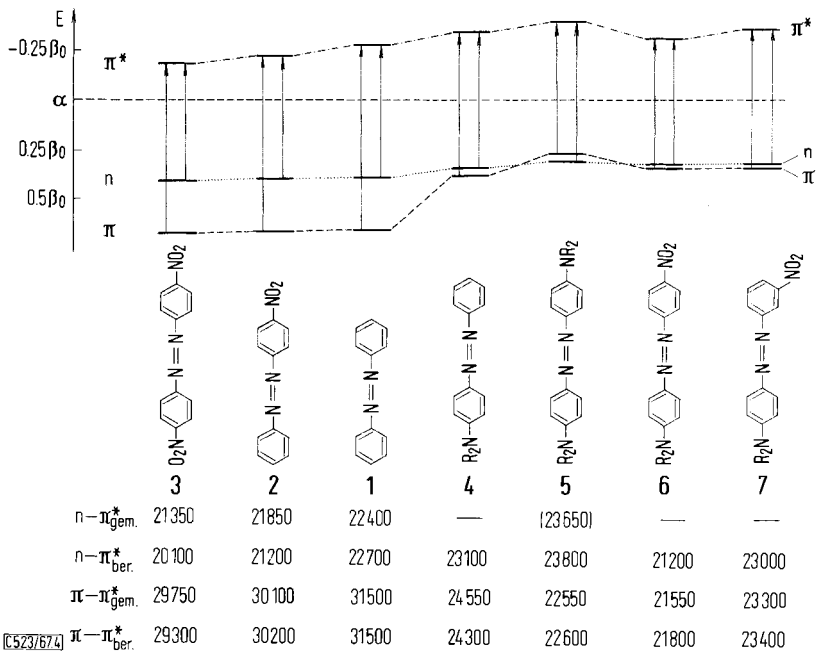 E
-0.25β₀
π*
π*
α
0.25β₀
n
n
π
0.5β₀
π
NO₂
N=N
O₂N
NO₂
N=N
N=N
N=N
R₂N
NR₂
N=N
R₂N
NO₂
N=N
R₂N
NO₂
N=N
R₂N
3 2 1 4 5 6 7
n–π*gem. 21350 21850 22400 — (23650) — —
n–π*ber. 20100 21200 22700 23100 23800 21200 23000
π–π*gem. 29750 30100 31500 24550 22550 21550 23300
C523/67.4 π–π*ber. 29300 30200 31500 24300 22600 21800 23400